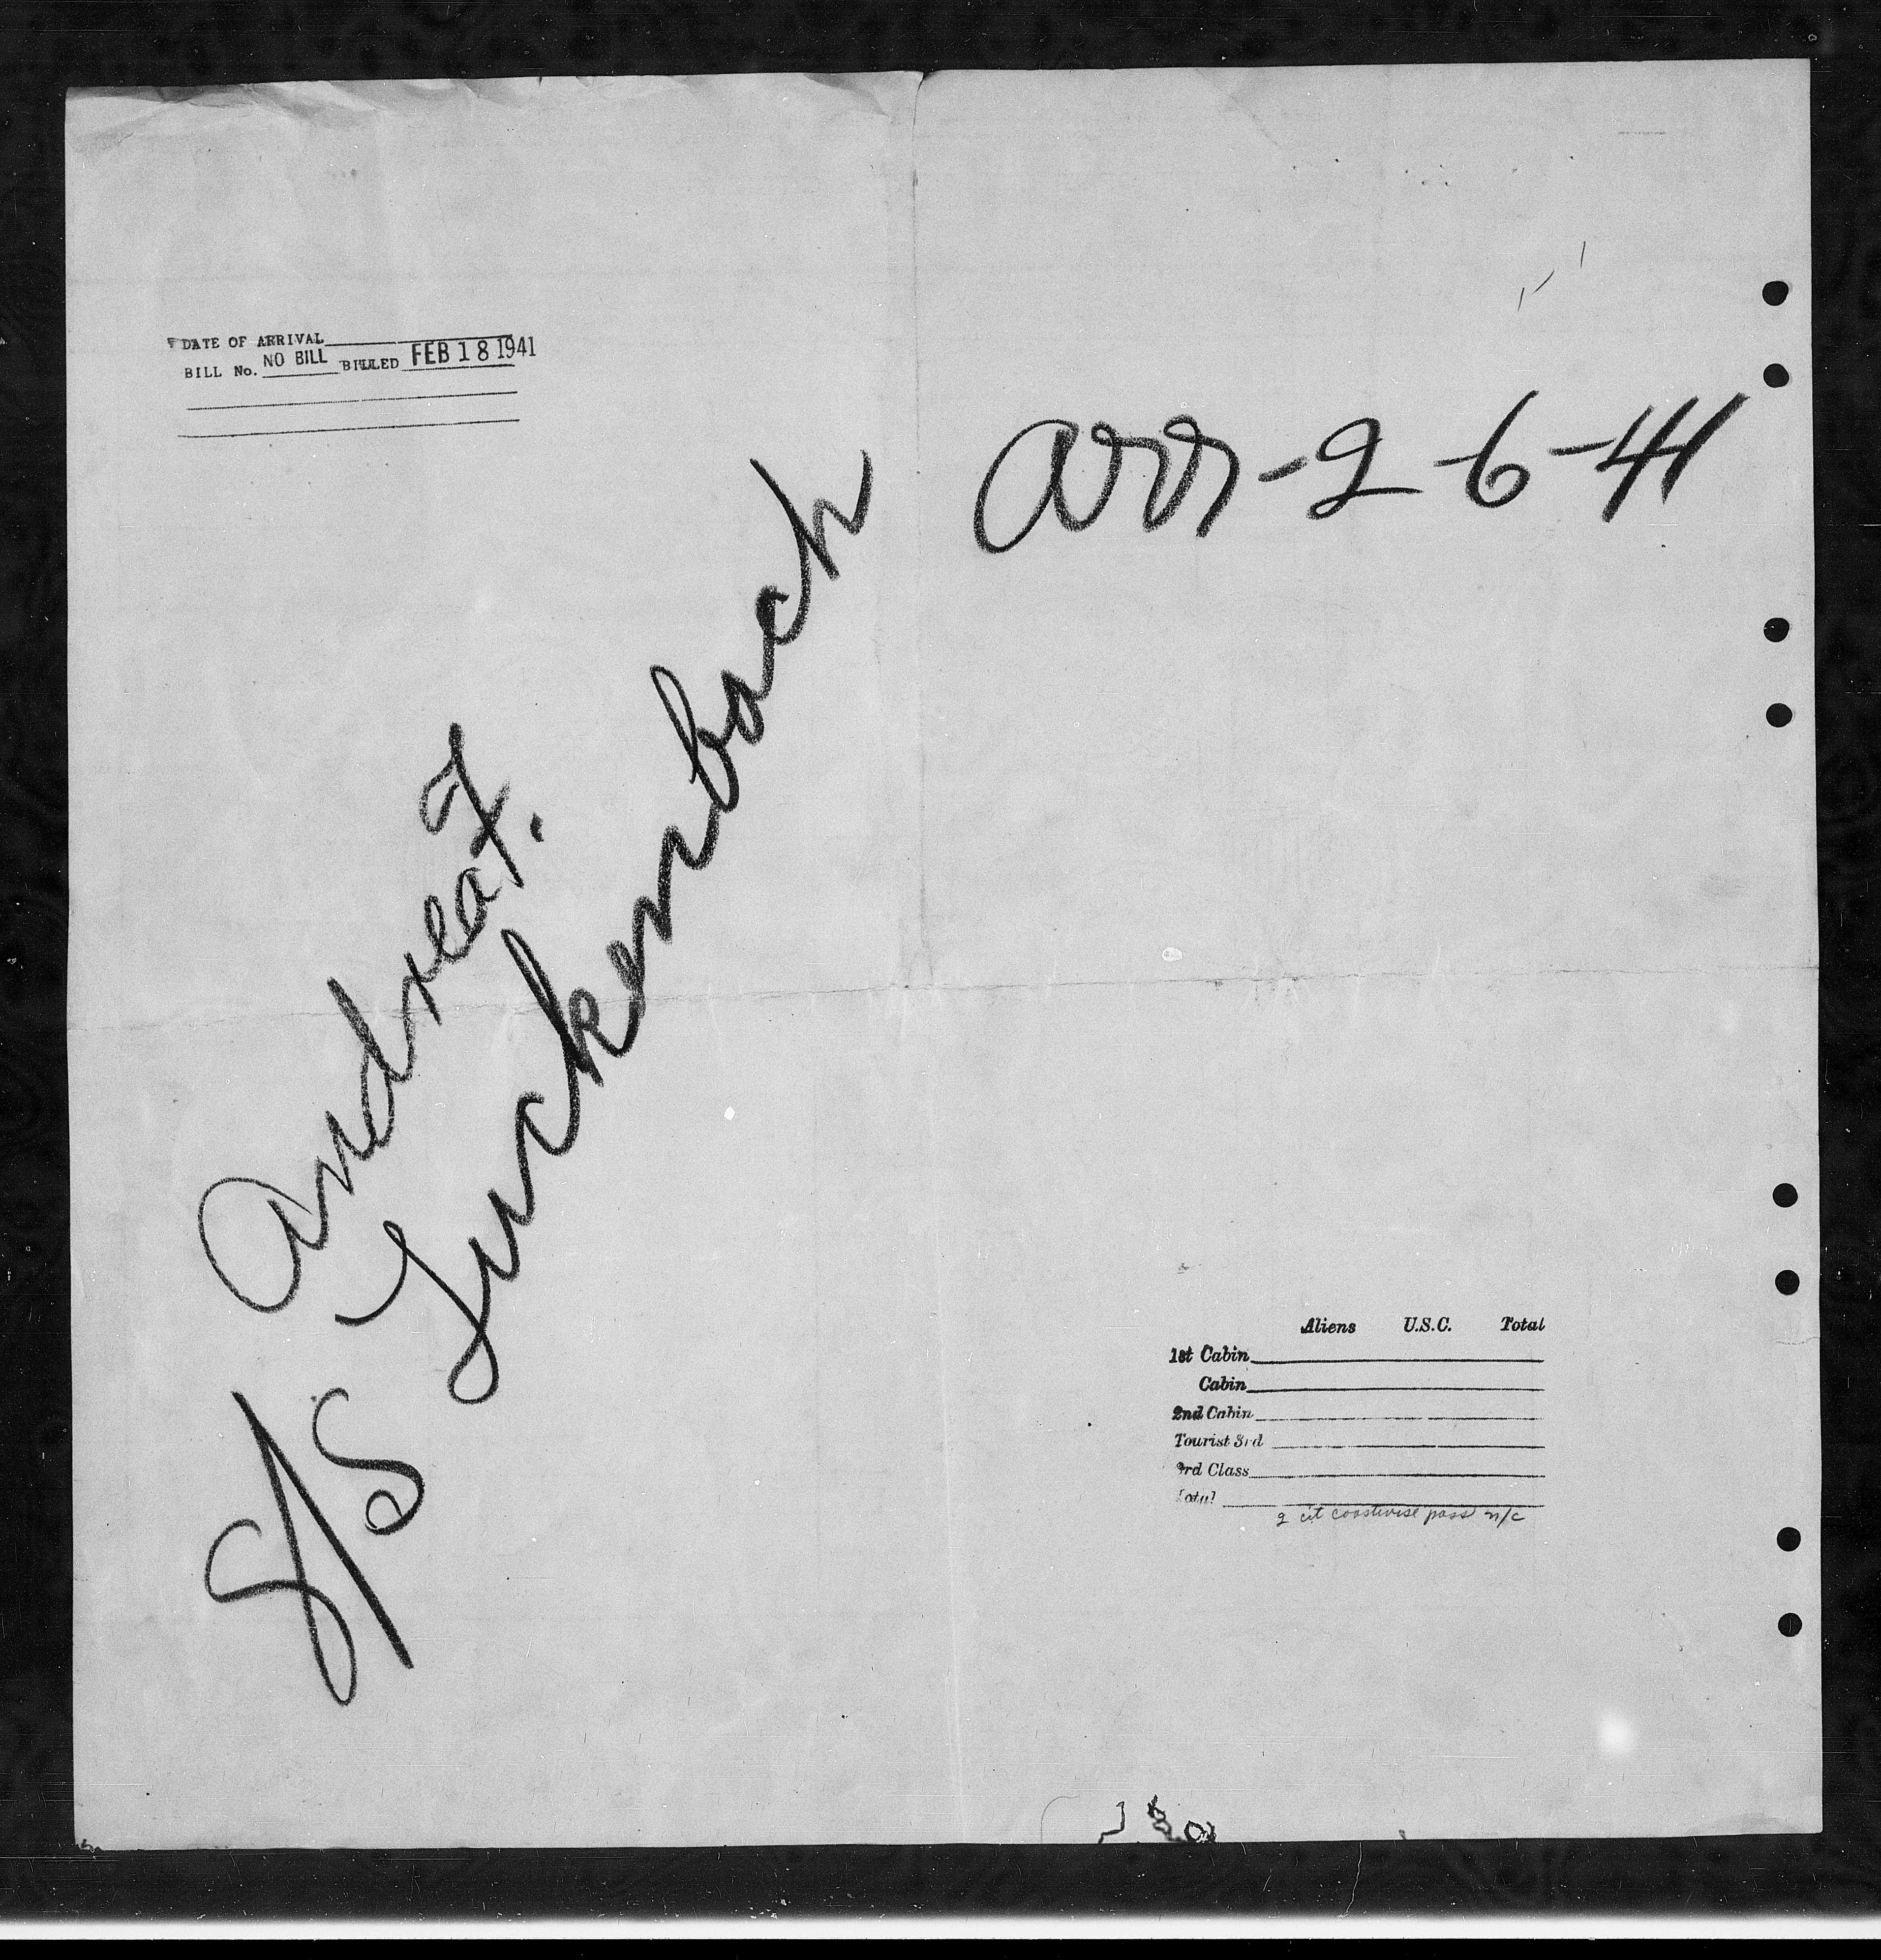 DATE OF ARRIVAL
BILL No. NO BILL BILLED FEB 18 1941
arr-2-6-41
Andrea F.
S/S Luckenbach
Aliens U.S.C. Total
1st Cabin
Cabin
2nd Cabin
Tourist 3rd
3rd Class
Total
2 cit coastwise pass n/c